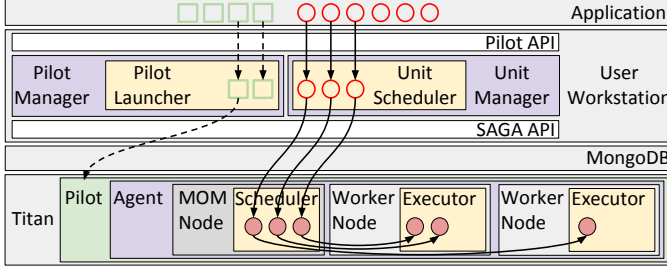 Application
Pilot API
Pilot Manager
Pilot Launcher
Unit Scheduler
Unit Manager
User Workstation
SAGA API
MongoDB
Titan
Pilot
Agent
MOM Node
Scheduler
Worker Node
Executor
Worker Node
Executor